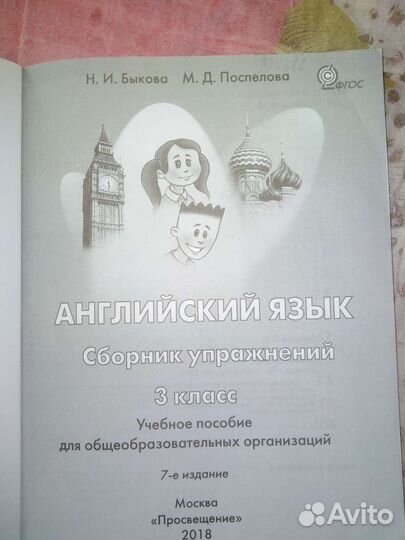 Н. И. Быкова М. Д. Поспелова
ФГОС
АНГЛИЙСКИЙ ЯЗЫК
Сборник упражнений
3 класс
Учебное пособие
для общеобразовательных организаций
7-е издание
Москва
«Просвещение»
2018
Avito